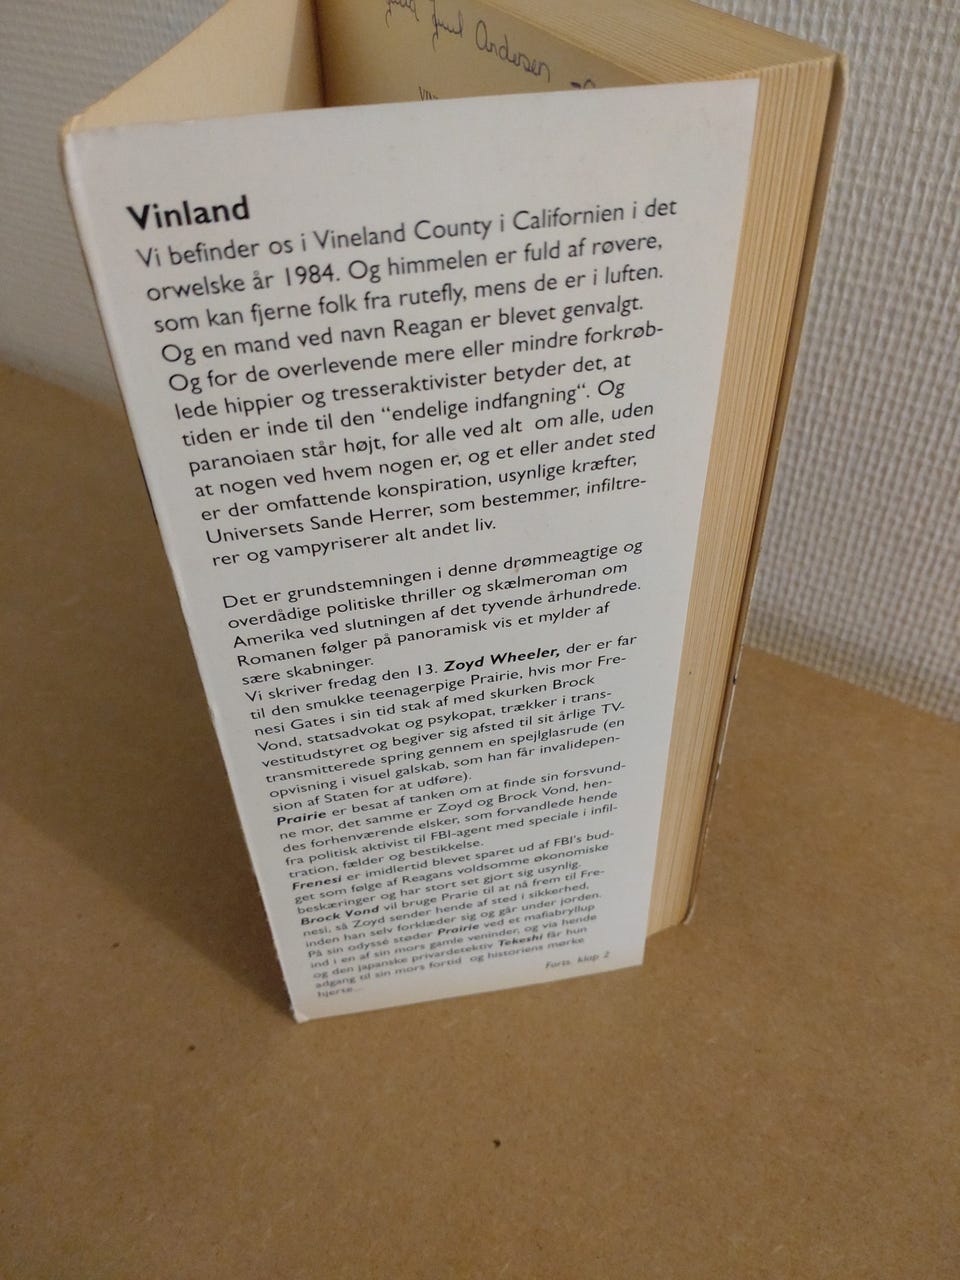 Juul Andersen
VIN
Vinland
Vi befinder os i Vineland County i Californien i det
orwelske år 1984. Og himmelen er fuld af røvere,
som kan fjerne folk fra rutefly, mens de er i luften.
Og en mand ved navn Reagan er blevet genvalgt.
Og for de overlevende mere eller mindre forkrøb-
lede hippier og tresseraktivister betyder det, at
tiden er inde til den “endelige indfangning“. Og
paranoiaen står højt, for alle ved alt om alle, uden
at nogen ved hvem nogen er, og et eller andet sted
er der omfattende konspiration, usynlige kræfter,
Universets Sande Herrer, som bestemmer, infiltre-
rer og vampyriserer alt andet liv.
Det er grundstemningen i denne drømmeagtige og
overdådige politiske thriller og skælmeroman om
Amerika ved slutningen af det tyvende århundrede.
Romanen følger på panoramisk vis et mylder af
sære skabninger.
Vi skriver fredag den 13. Zoyd Wheeler, der er far
til den smukke teenagerpige Prairie, hvis mor Fre-
nesi Gates i sin tid stak af med skurken Brock
Vond, statsadvokat og psykopat, trækker i trans-
vestitudstyret og begiver sig afsted til sit årlige TV-
transmitterede spring gennem en spejlglasrude (en
opvisning i visuel galskab, som han får invalidepen-
sion af Staten for at udføre).
Prairie er besat af tanken om at finde sin forsvund-
ne mor, det samme er Zoyd og Brock Vond, hen-
des forhenværende elsker, som forvandlede hende
fra politisk aktivist til FBI-agent med speciale i infil-
tration, fælder og bestikkelse.
Frenesi er imidlertid blevet sparet ud af FBI's bud-
get som følge af Reagans voldsomme økonomiske
beskæringer og har stort set gjort sig usynlig.
Brock Vond vil bruge Prarie til at nå frem til Fre-
nesi, så Zoyd sender hende af sted i sikkerhed,
inden han selv forklæder sig og går under jorden.
På sin odyssé støder Prairie ved et mafiabryllup
ind i en af sin mors gamle veninder, og via hende
og den japanske privardetektiv Tekeshi får hun
adgang til sin mors fortid og historiens mørke
hjerte...
Forts. klap 2